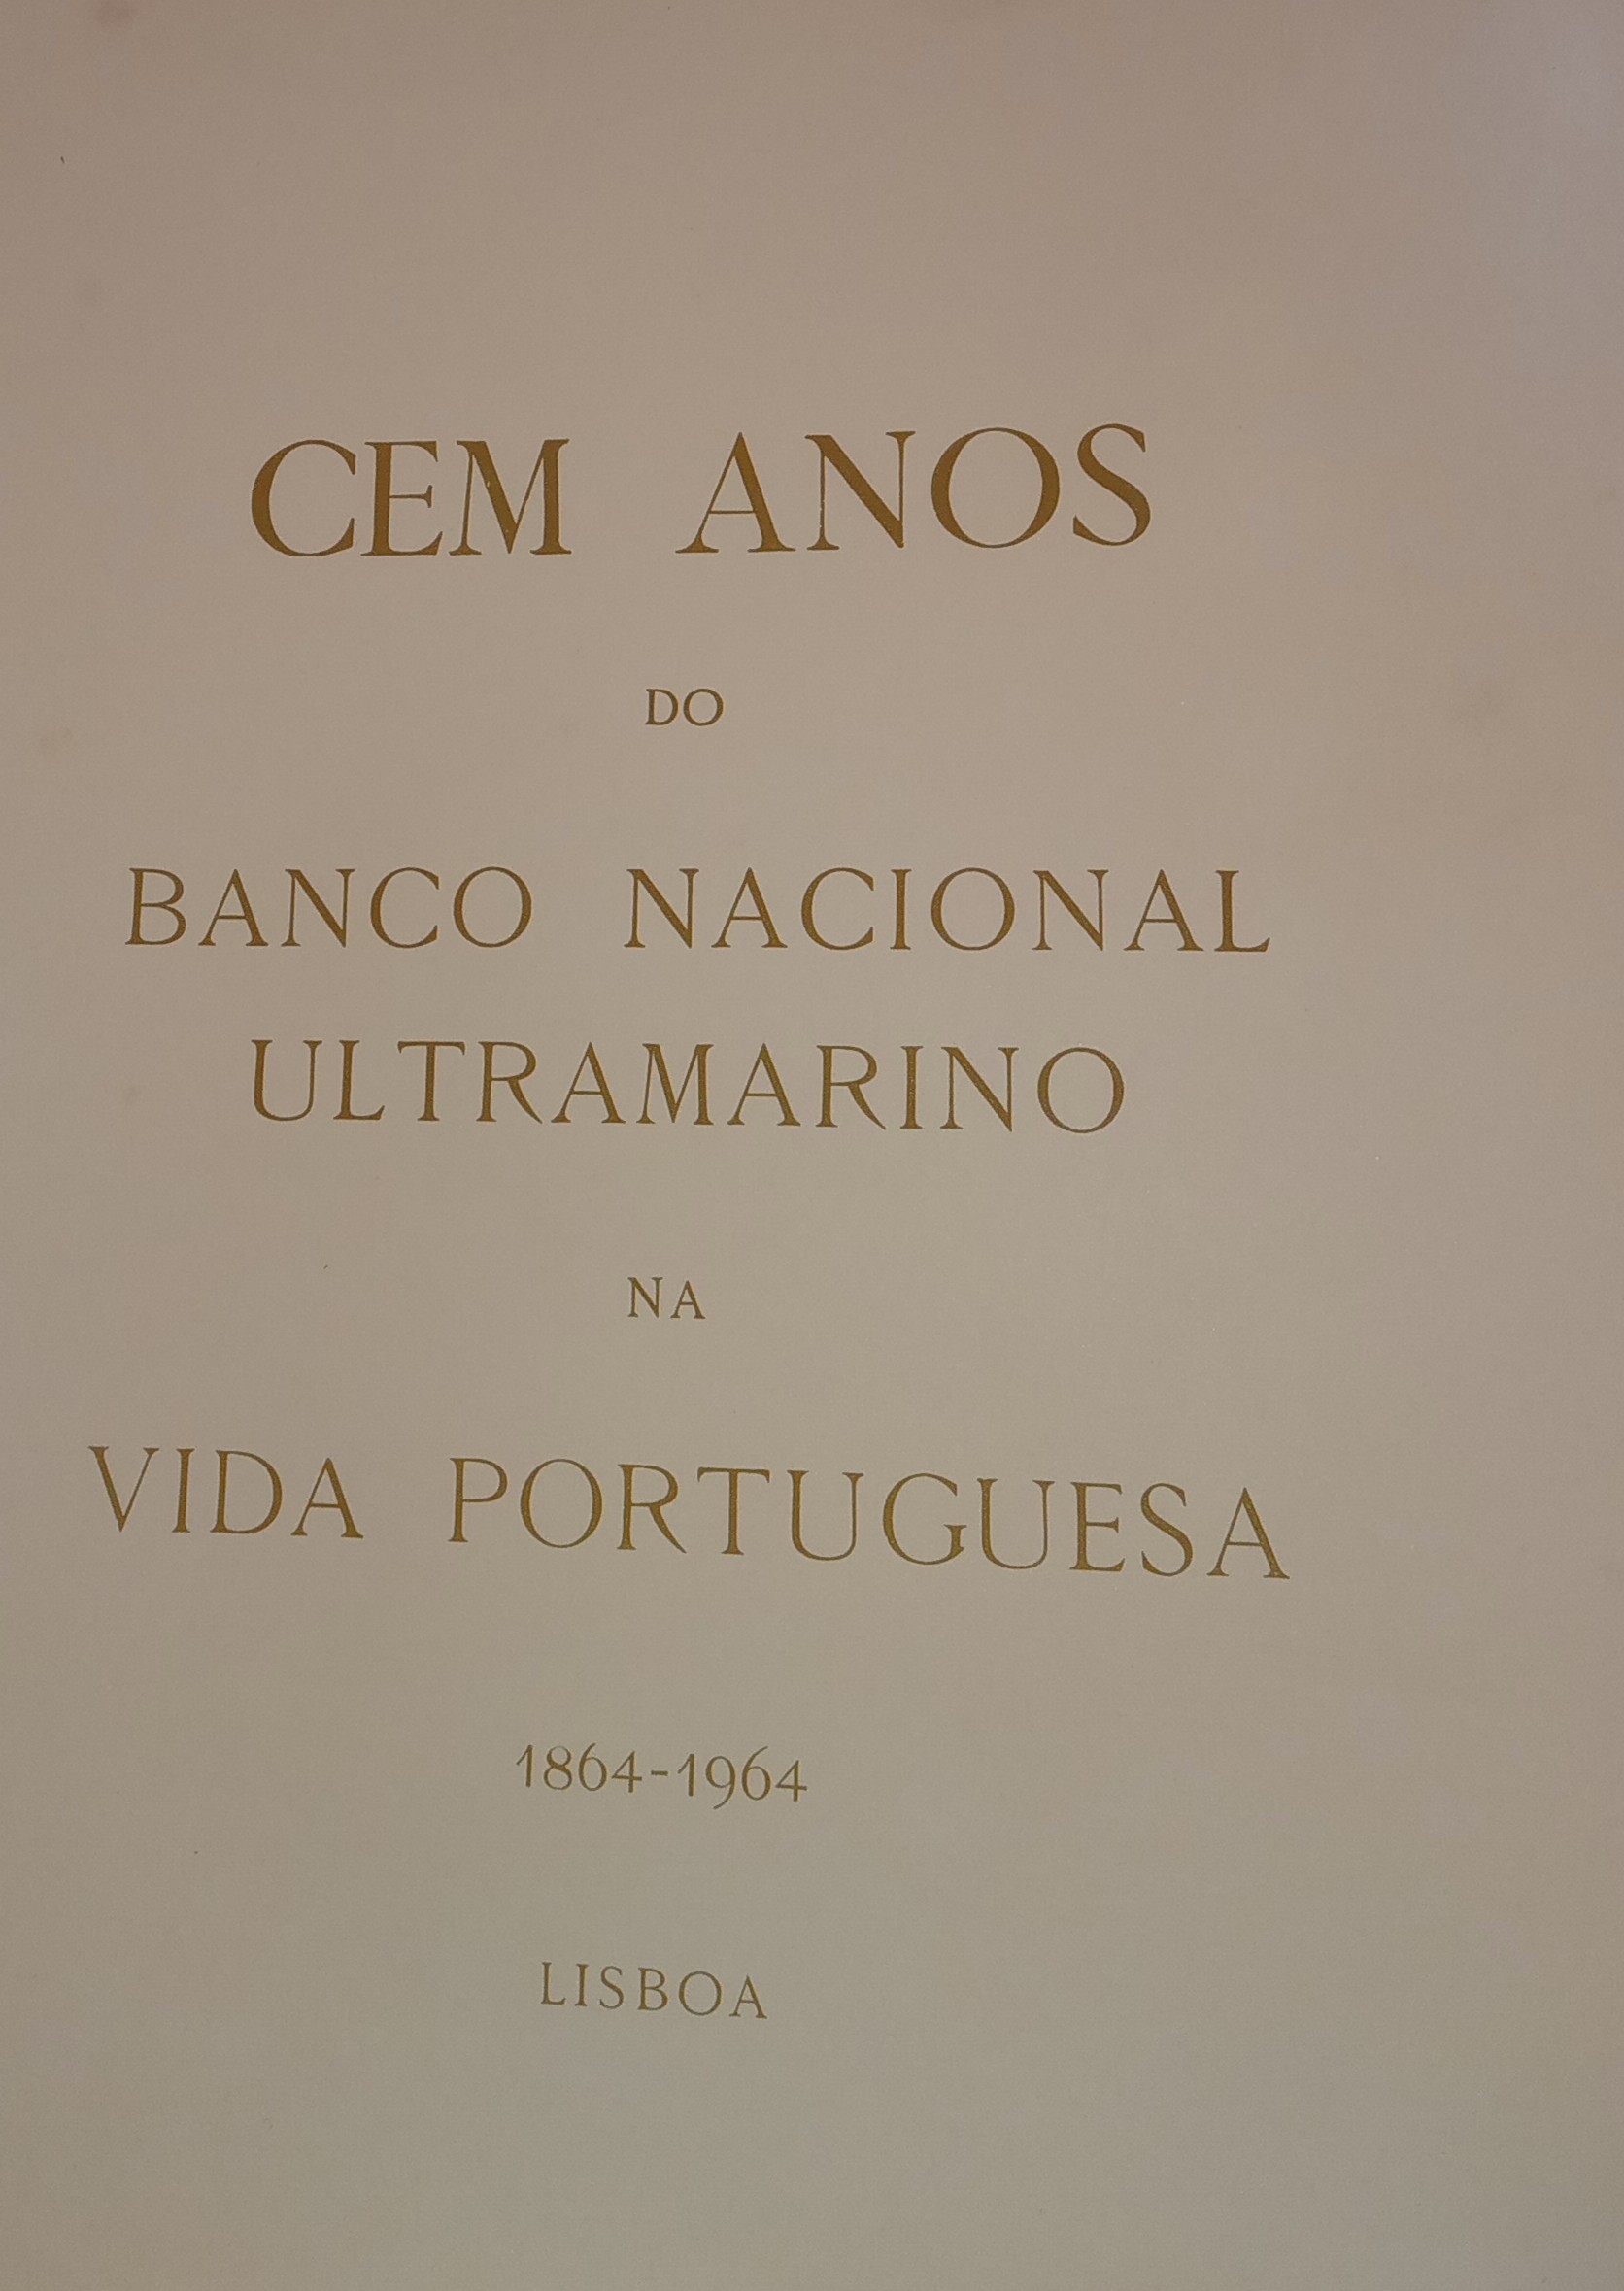 CEM ANOS
DO
BANCO NACIONAL
ULTRAMARINO
NA
VIDA PORTUGUESA
1864-1964
LISBOA